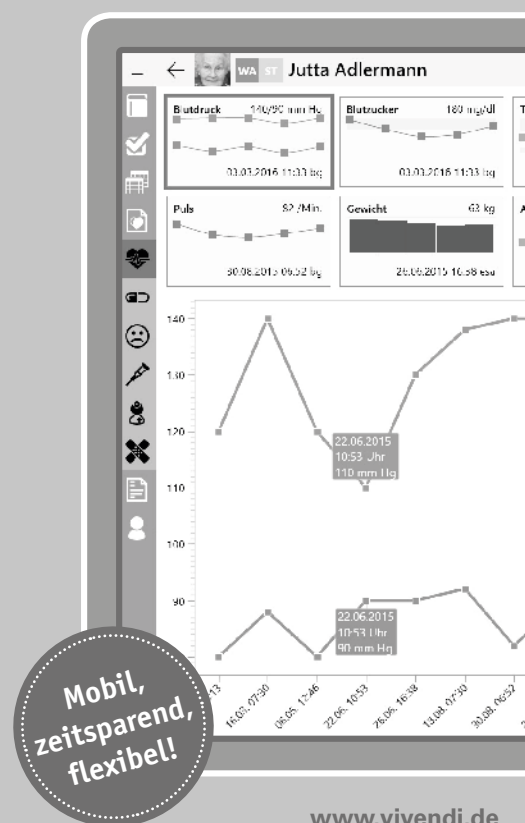 WA ST Jutta Adlermann
Blutdruck 140/90 mm Hg
03.03.2016 11:33 bg
Blutzucker 180 mg/dl
03.03.2016 11:33 bg
T
Puls 82 /Min.
30.08.2015 06:52 bg
Gewicht 63 kg
26.06.2015 16:38 esa
A
140
130
120
110
100
90
22.06.2015
10:53 Uhr
110 mm Hg
22.06.2015
10:53 Uhr
90 mm Hg
16.03. 07:30
06.05. 12:46
22.06. 10:53
26.06. 16:38
13.08. 07:30
30.08. 06:52
Mobil,
zeitsparend,
flexibel!
www.vivendi.de